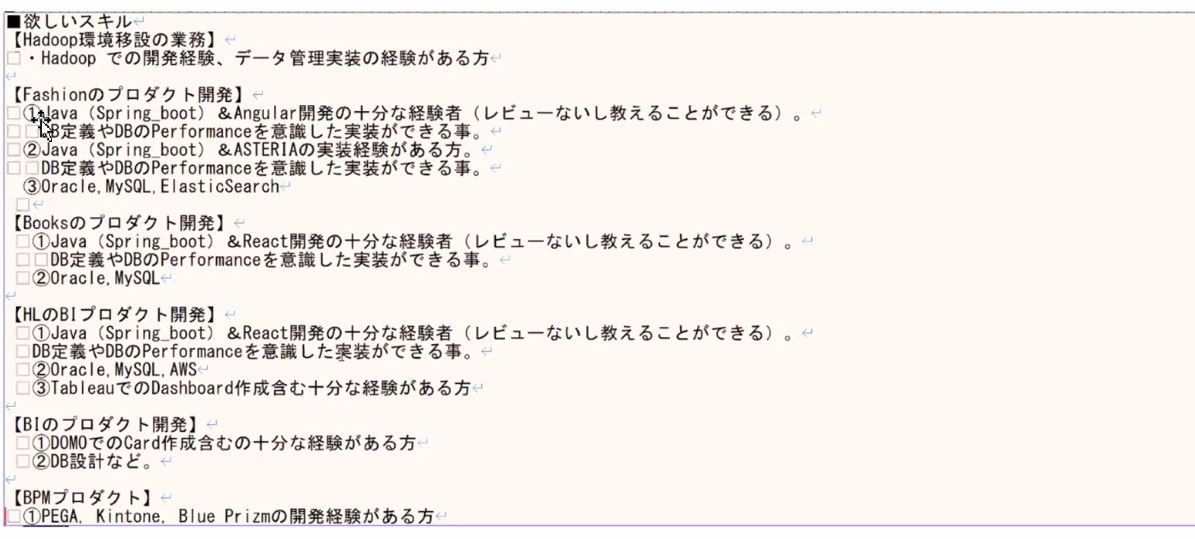 ■欲しいスキル
【Hadoop環境移設の業務】
・Hadoop での開発経験、データ管理実装の経験がある方
【Fashionのプロダクト開発】
①Java（Spring_boot）＆Angular開発の十分な経験者（レビューないし教えることができる）。
DB定義やDBのPerformanceを意識した実装ができる事。
②Java（Spring_boot）＆ASTERIAの実装経験がある方。
DB定義やDBのPerformanceを意識した実装ができる事。
③Oracle,MySQL,ElasticSearch
【Booksのプロダクト開発】
①Java（Spring_boot）＆React開発の十分な経験者（レビューないし教えることができる）。
DB定義やDBのPerformanceを意識した実装ができる事。
②Oracle,MySQL
【HLのBIプロダクト開発】
①Java（Spring_boot）＆React開発の十分な経験者（レビューないし教えることができる）。
DB定義やDBのPerformanceを意識した実装ができる事。
②Oracle,MySQL,AWS
③TableauでのDashboard作成含む十分な経験がある方
【BIのプロダクト開発】
①DOMOでのCard作成含むの十分な経験がある方
②DB設計など。
【BPMプロダクト】
①PEGA, Kintone, Blue Prizmの開発経験がある方